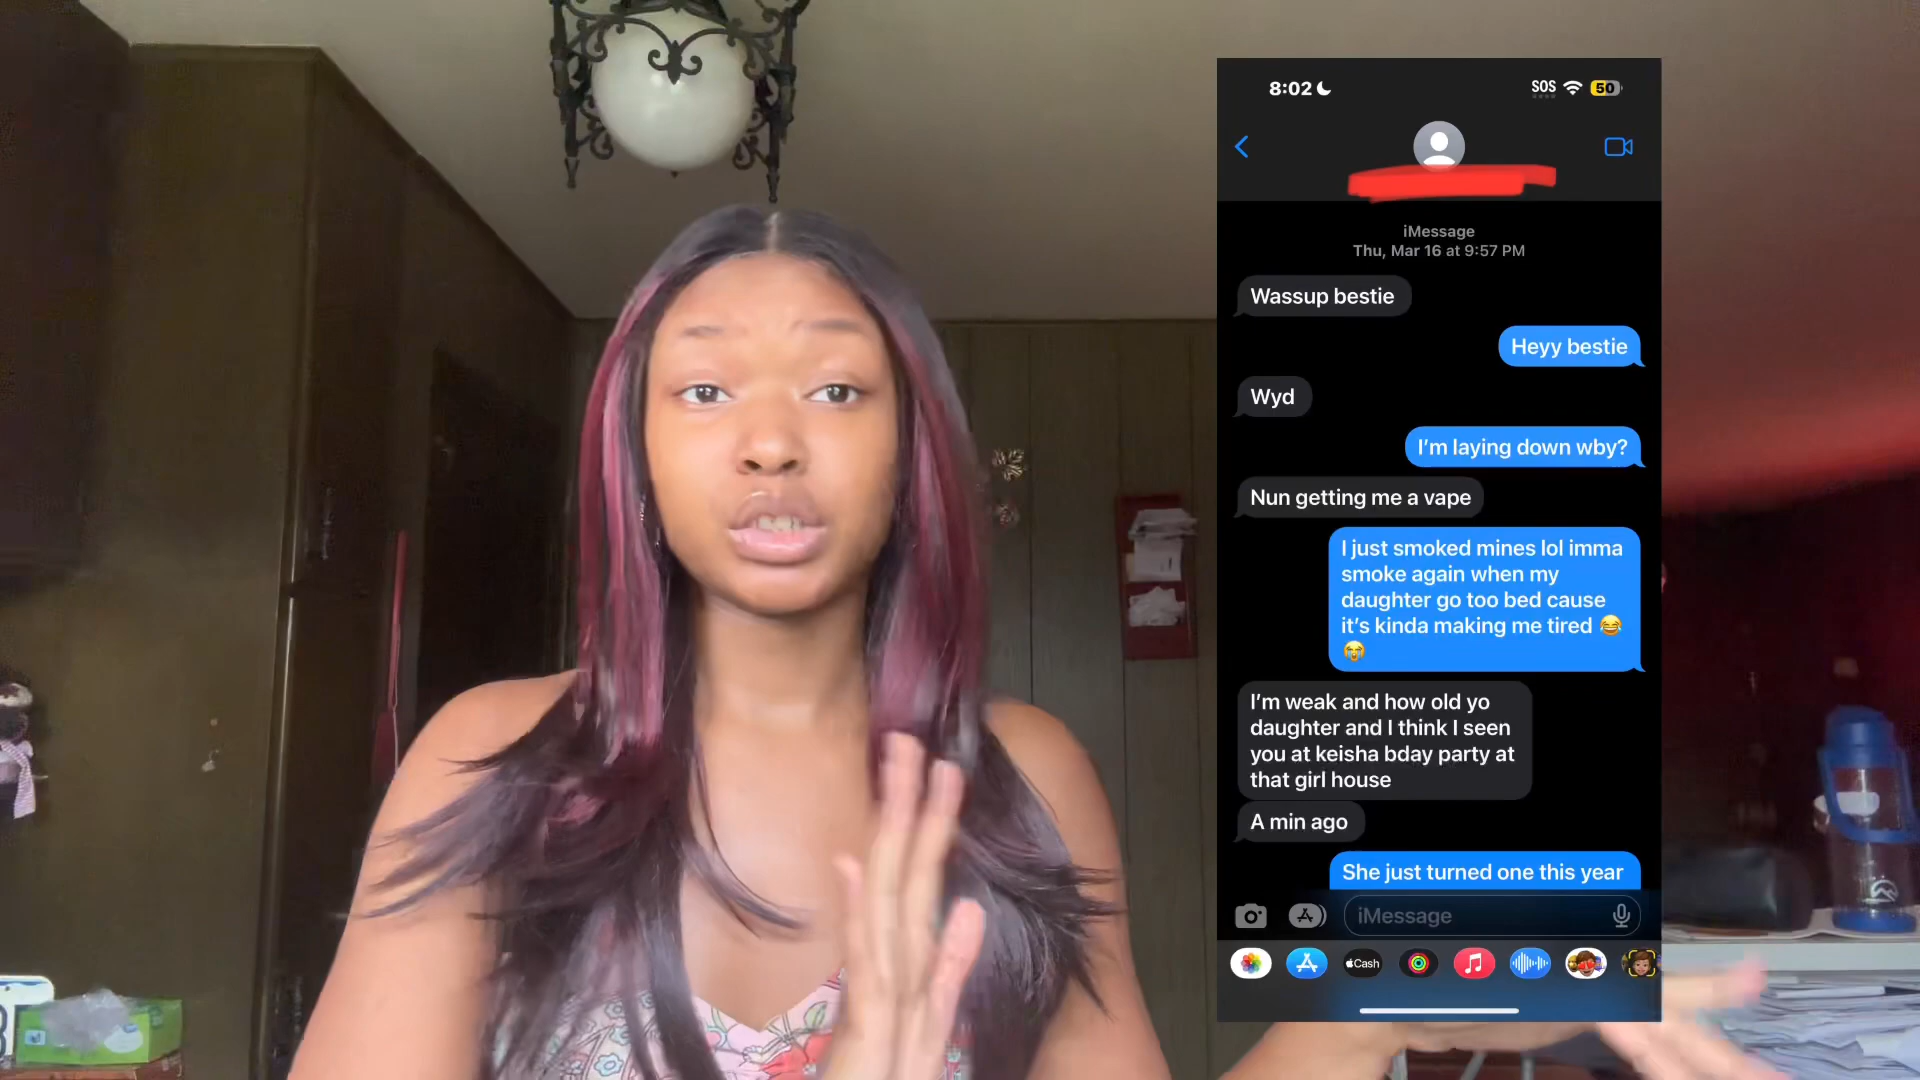 8:02
SOS
50
iMessage
Thu, Mar 16 at 9:57 PM
Wassup bestie
Heyy bestie
Wyd
I'm laying down wby?
Nun getting me a vape
I just smoked mines lol imma
smoke again when my
daughter go too bed cause
it's kinda making me tired 😂
😭
I'm weak and how old yo
daughter and I think I seen
you at keisha bday party at
that girl house
A min ago
She just turned one this year
iMessage
Cash